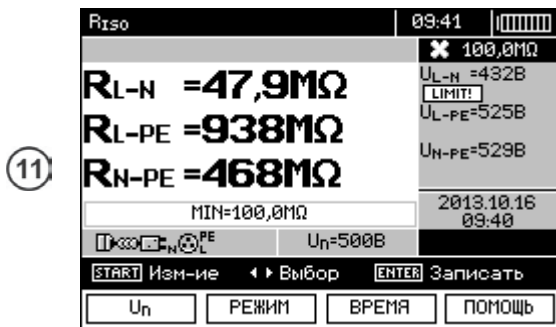 RISO 09:41
✖ 100,0MΩ
RL-N =47,9MΩ
UL-N =432В
LIMIT!
RL-PE =938MΩ
UL-PE=525В
RN-PE =468MΩ
UN-PE=529В
11
MIN=100,0MΩ
2013.10.16
09:40
N PE L Un=500В
START Изм-ие ◂ ▸ Выбор ENTER Записать
Un РЕЖИМ ВРЕМЯ ПОМОЩЬ